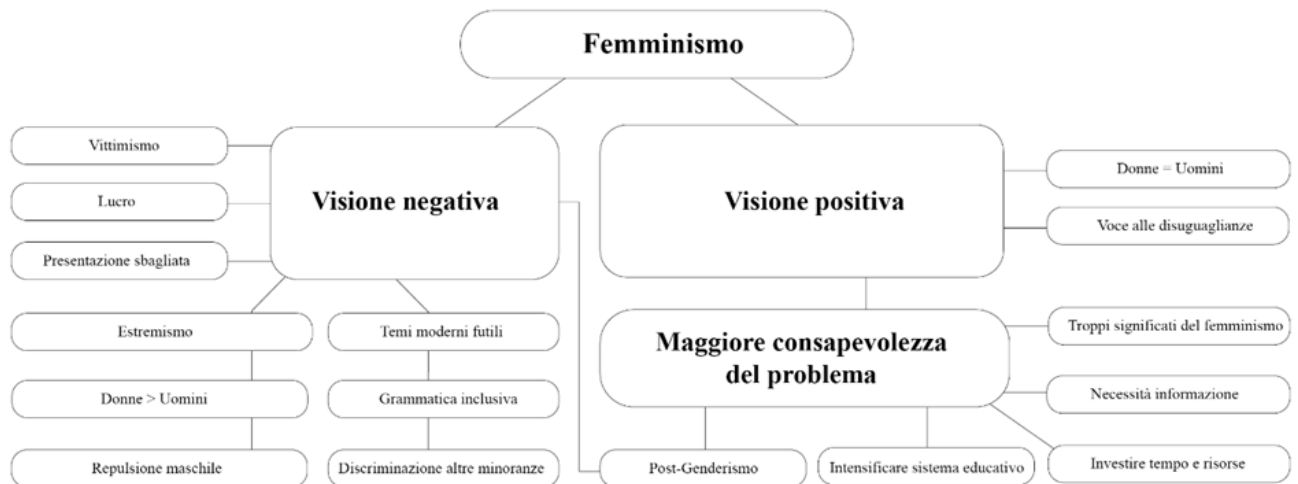 Femminismo
Vittimismo
Lucro
Presentazione sbagliata
Visione negativa
Estremismo
Donne > Uomini
Repulsione maschile
Temi moderni futili
Grammatica inclusiva
Discriminazione altre minoranze
Visione positiva
Donne = Uomini
Voce alle disuguaglianze
Maggiore consapevolezza
del problema
Troppi significati del femminismo
Necessità informazione
Investire tempo e risorse
Post-Genderismo
Intensificare sistema educativo